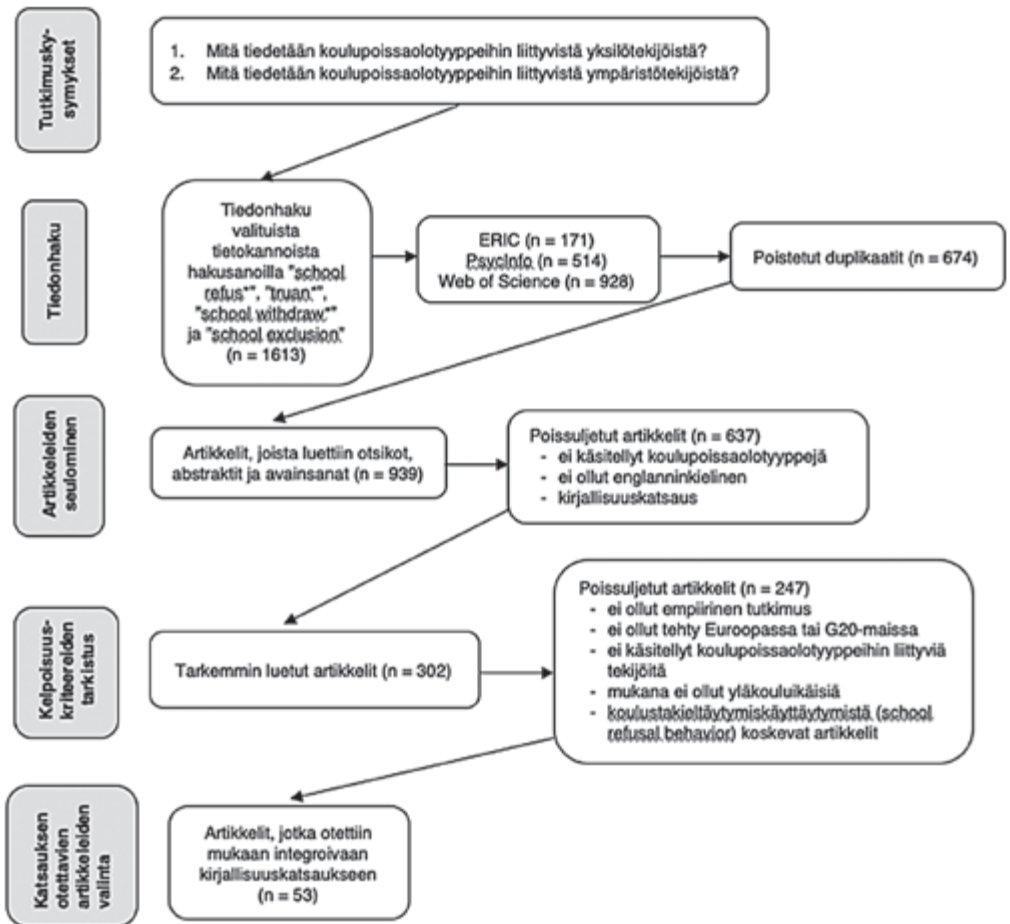 Tutkimusky-
symykset
1. Mitä tiedetään koulupoissaolotyyppeihin liittyvistä yksilötekijöistä?
2. Mitä tiedetään koulupoissaolotyyppeihin liittyvistä ympäristötekijöistä?
Tiedonhaku
Tiedonhaku
valituista
tietokannoista
hakusanoilla "school
refus*", "truan*",
"school withdraw*"
ja "school exclusion"
(n = 1613)
ERIC (n = 171)
PsycInfo (n = 514)
Web of Science (n = 928)
Poistetut duplikaatit (n = 674)
Artikkeleiden
seulominen
Artikkelit, joista luettiin otsikot,
abstraktit ja avainsanat (n = 939)
Poissuljetut artikkelit (n = 637)
- ei käsitellyt koulupoissaolotyyppejä
- ei ollut englanninkielinen
- kirjallisuuskatsaus
Kelpoisuus-
kriteereiden
tarkistus
Tarkemmin luetut artikkelit (n = 302)
Poissuljetut artikkelit (n = 247)
- ei ollut empiirinen tutkimus
- ei ollut tehty Euroopassa tai G20-maissa
- ei käsitellyt koulupoissaolotyyppeihin liittyviä
tekijöitä
- mukana ei ollut yläkouluikäisiä
- koulustakieltäytymiskäyttäytymistä (school
refusal behavior) koskevat artikkelit
Katsauksen
otettavien
artikkeleiden
valinta
Artikkelit, jotka otettiin
mukaan integroivaan
kirjallisuuskatsaukseen
(n = 53)